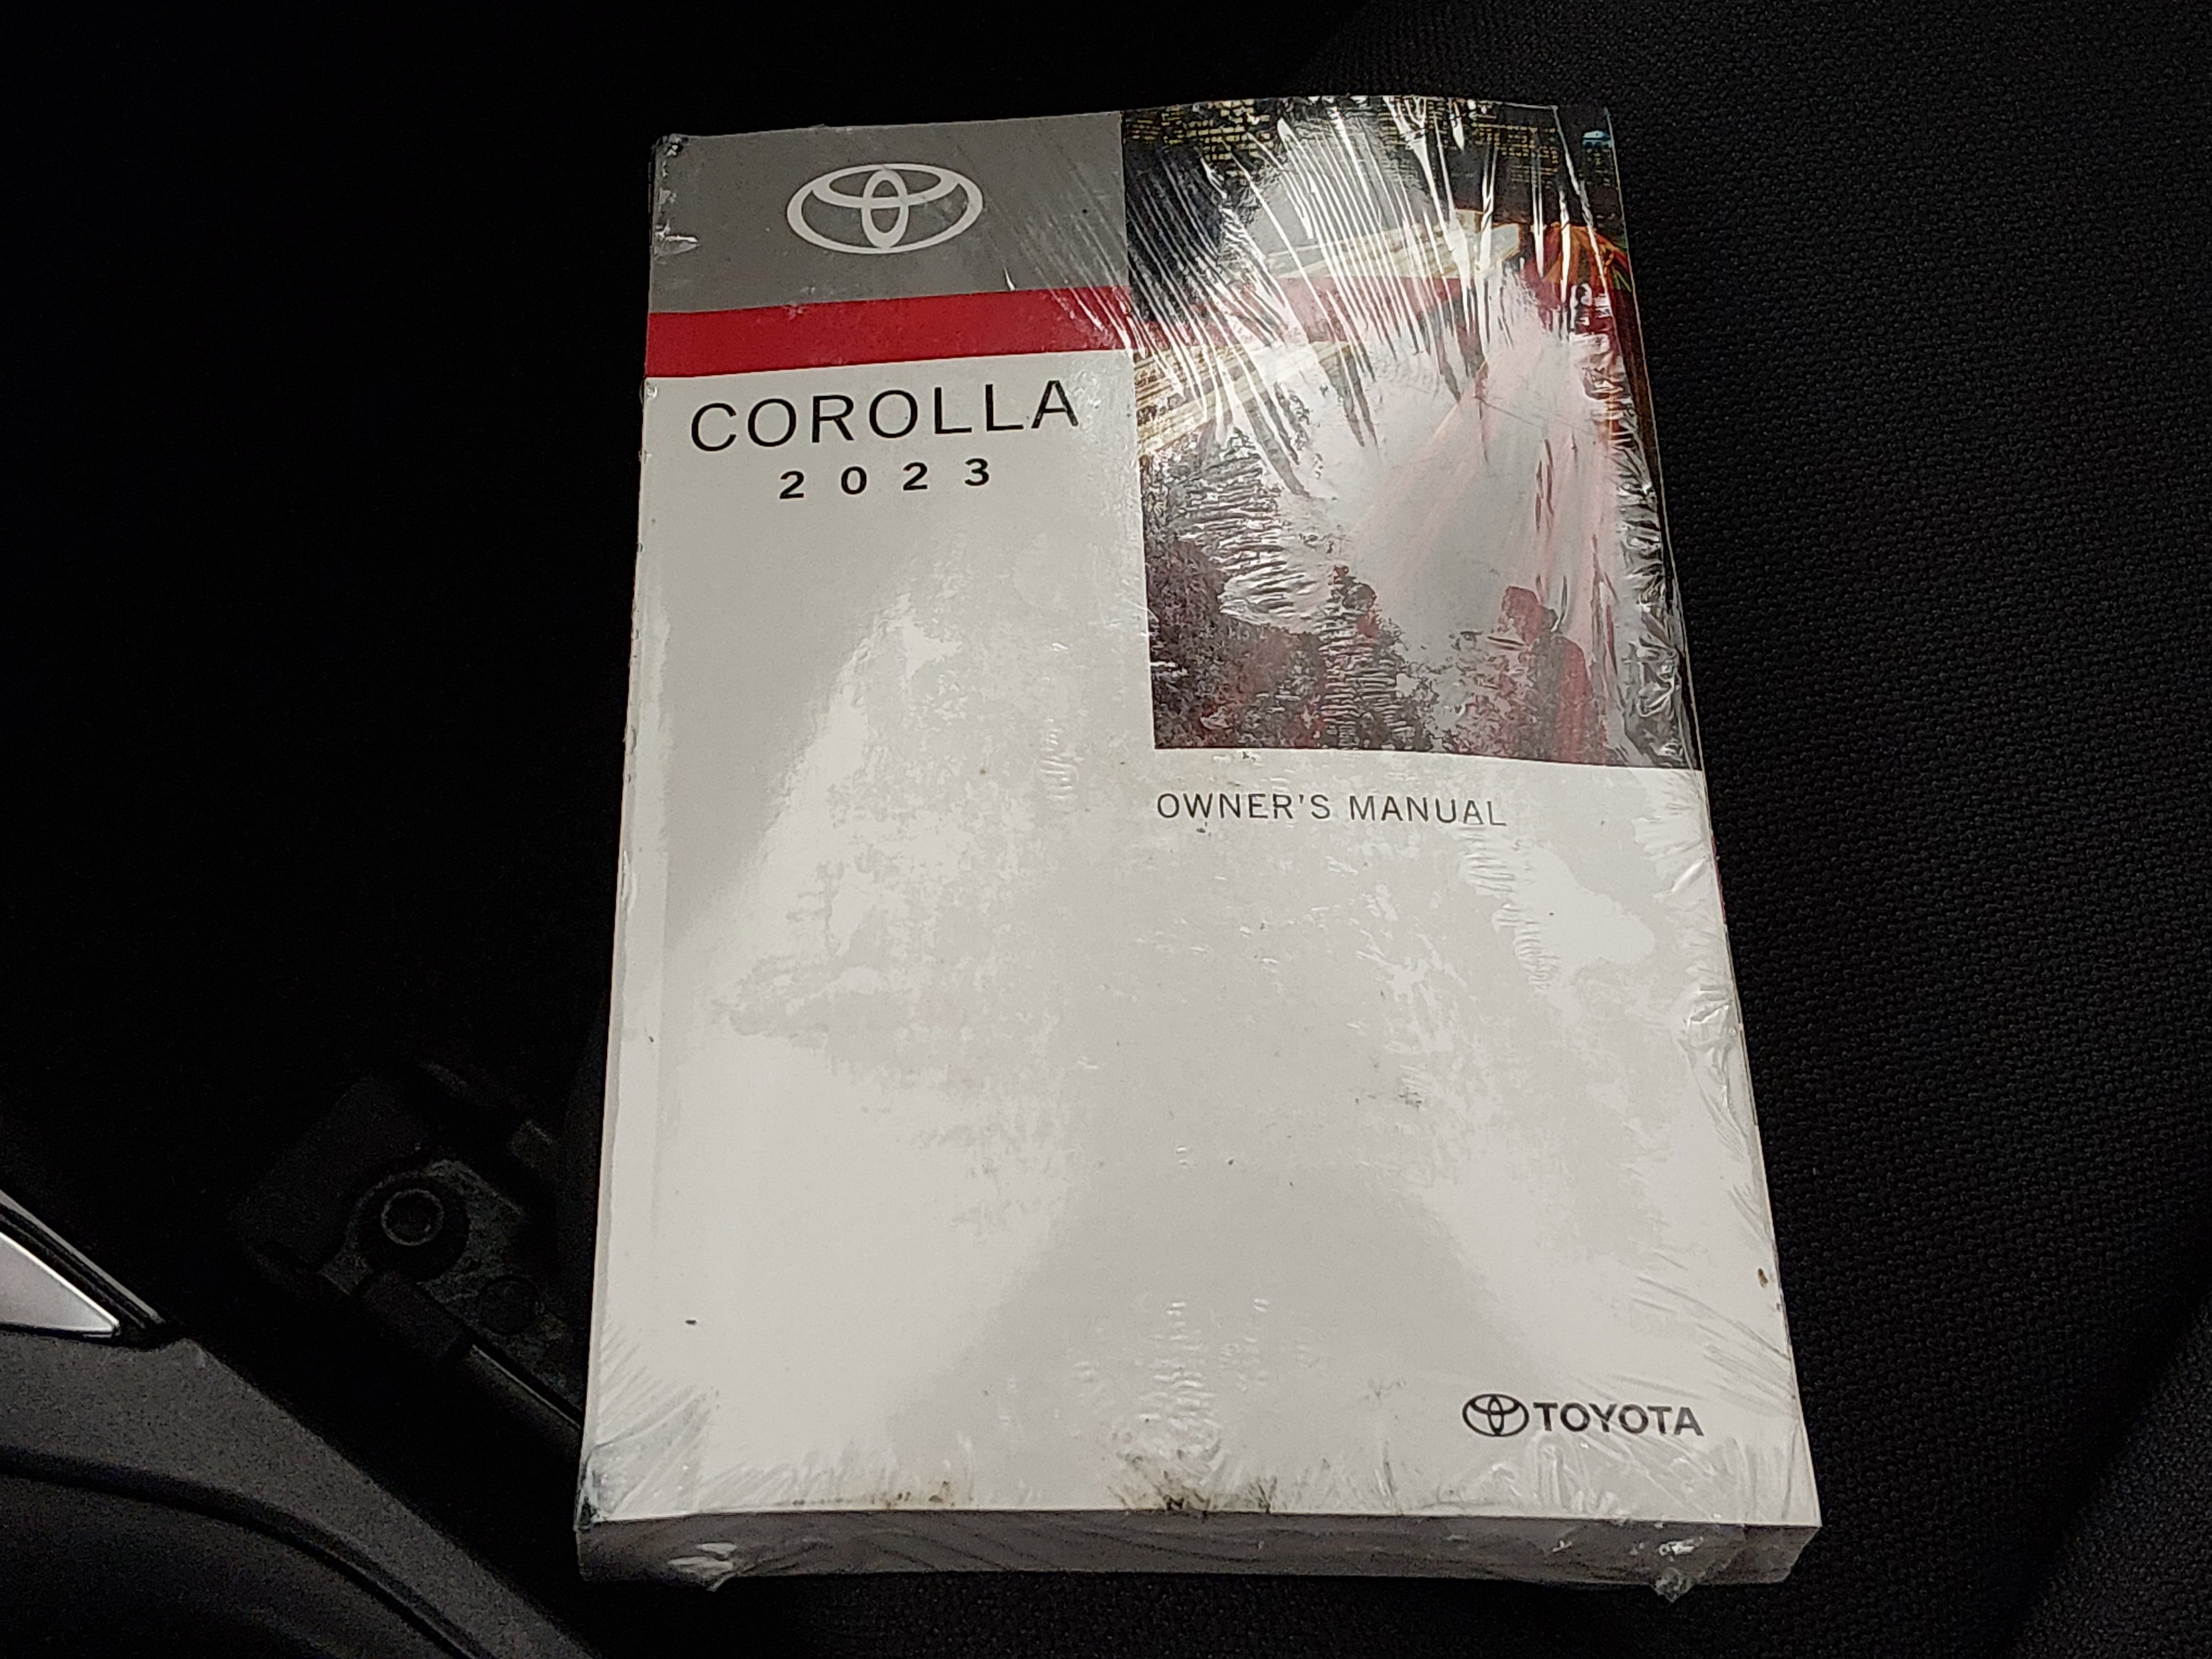 COROLLA
2023
OWNER'S MANUAL
TOYOTA